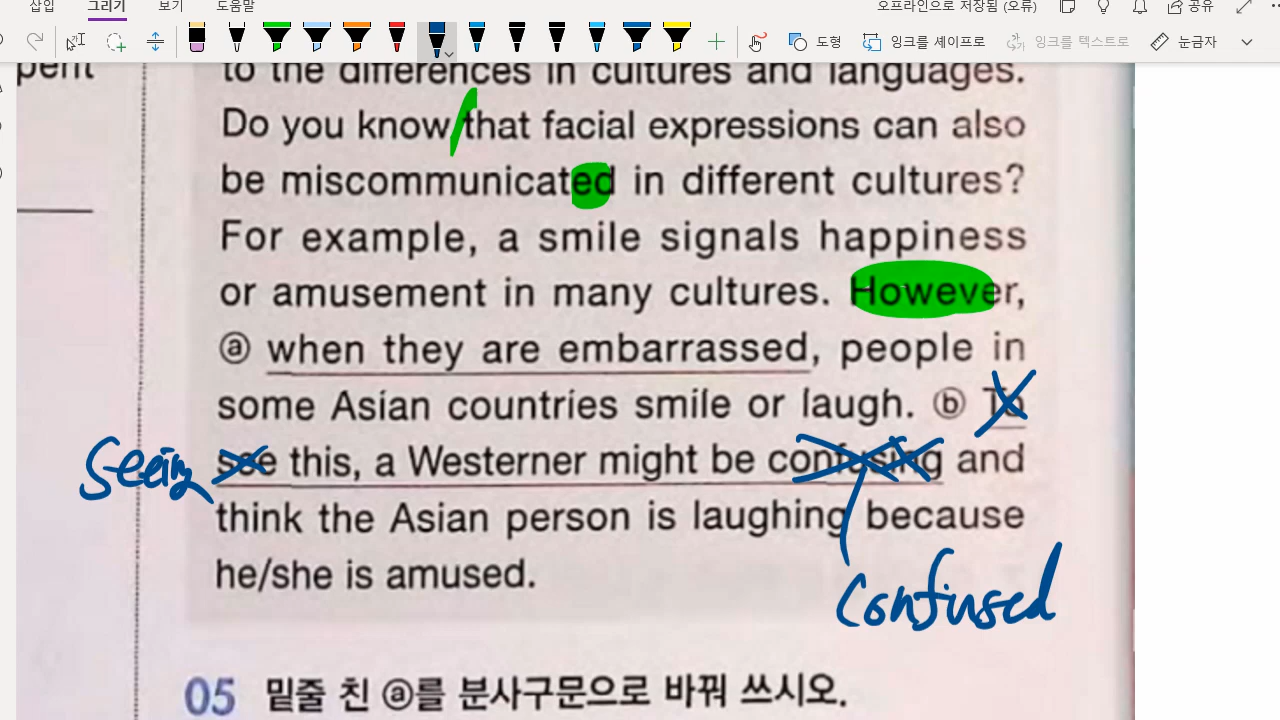 삽입 그리기 보기 도움말 오프라인으로 저장됨 (오류) 공유
도형 잉크를 셰이프로 잉크를 텍스트로 눈금자
pent
to the differences in cultures and languages.
Do you know that facial expressions can also
be miscommunicated in different cultures?
For example, a smile signals happiness
or amusement in many cultures. However,
ⓐ when they are embarrassed, people in
some Asian countries smile or laugh. ⓑ To
Seeing see this, a Westerner might be confusing and
think the Asian person is laughing because
he/she is amused.
confused
05 밑줄 친 ⓐ를 분사구문으로 바꿔 쓰시오.